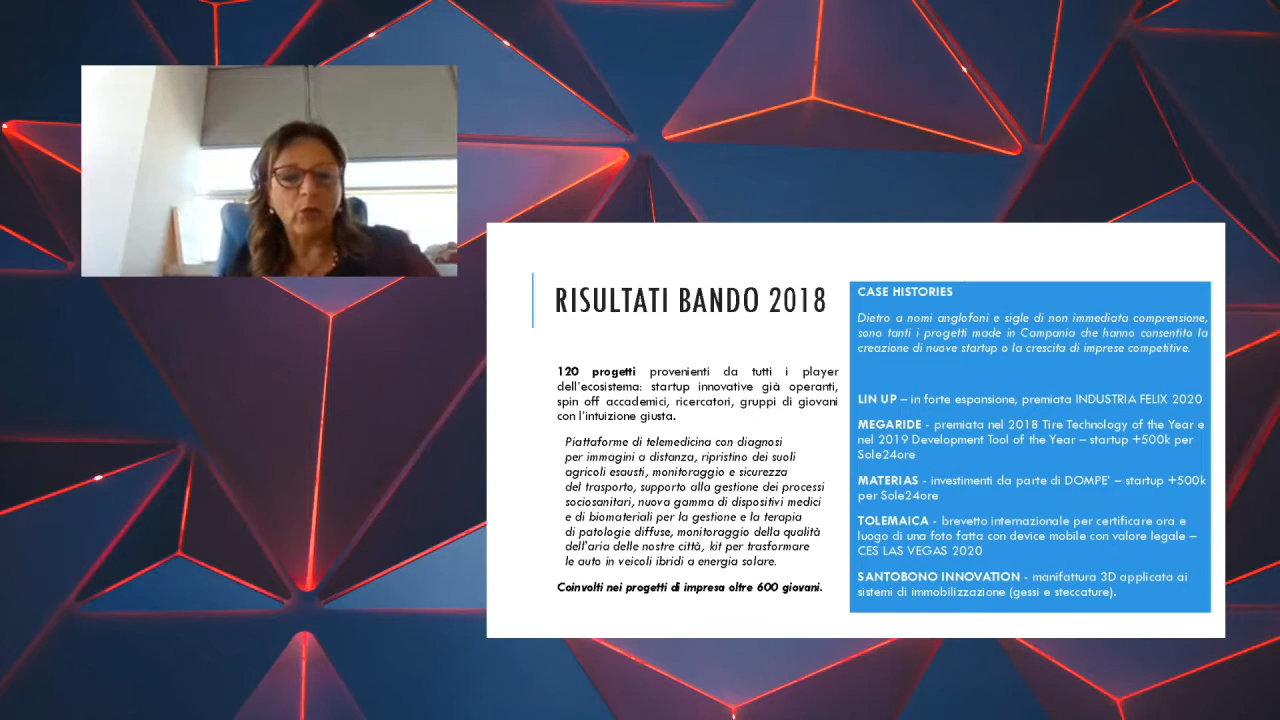 RISULTATI BANDO 2018
120 progetti provenienti da tutti i player
dell'ecosistema: startup innovative già operanti,
spin off accademici, ricercatori, gruppi di giovani
con l'intuizione giusta.
Piattaforme di telemedicina con diagnosi
per immagini a distanza, ripristino dei suoli
agricoli esausti, monitoraggio e sicurezza
del trasporto, supporto alla gestione dei processi
sociosanitari, nuova gamma di dispositivi medici
e di biomateriali per la gestione e la terapia
di patologie diffuse, monitoraggio della qualità
dell'aria delle nostre città, kit per trasformare
le auto in veicoli ibridi a energia solare.
Coinvolti nei progetti di impresa oltre 600 giovani.
CASE HISTORIES
Dietro a nomi anglofoni e sigle di non immediata comprensione,
sono tanti i progetti made in Campania che hanno consentito la
creazione di nuove startup o la crescita di imprese competitive.
LIN UP – in forte espansione, premiata INDUSTRIA FELIX 2020
MEGARIDE - premiata nel 2018 Tire Technology of the Year e
nel 2019 Development Tool of the Year – startup +500k per
Sole24ore
MATERIAS - investimenti da parte di DOMPE' – startup +500k
per Sole24ore
TOLEMAICA - brevetto internazionale per certificare ora e
luogo di una foto fatta con device mobile con valore legale –
CES LAS VEGAS 2020
SANTOBONO INNOVATION - manifattura 3D applicata ai
sistemi di immobilizzazione (gessi e steccature).